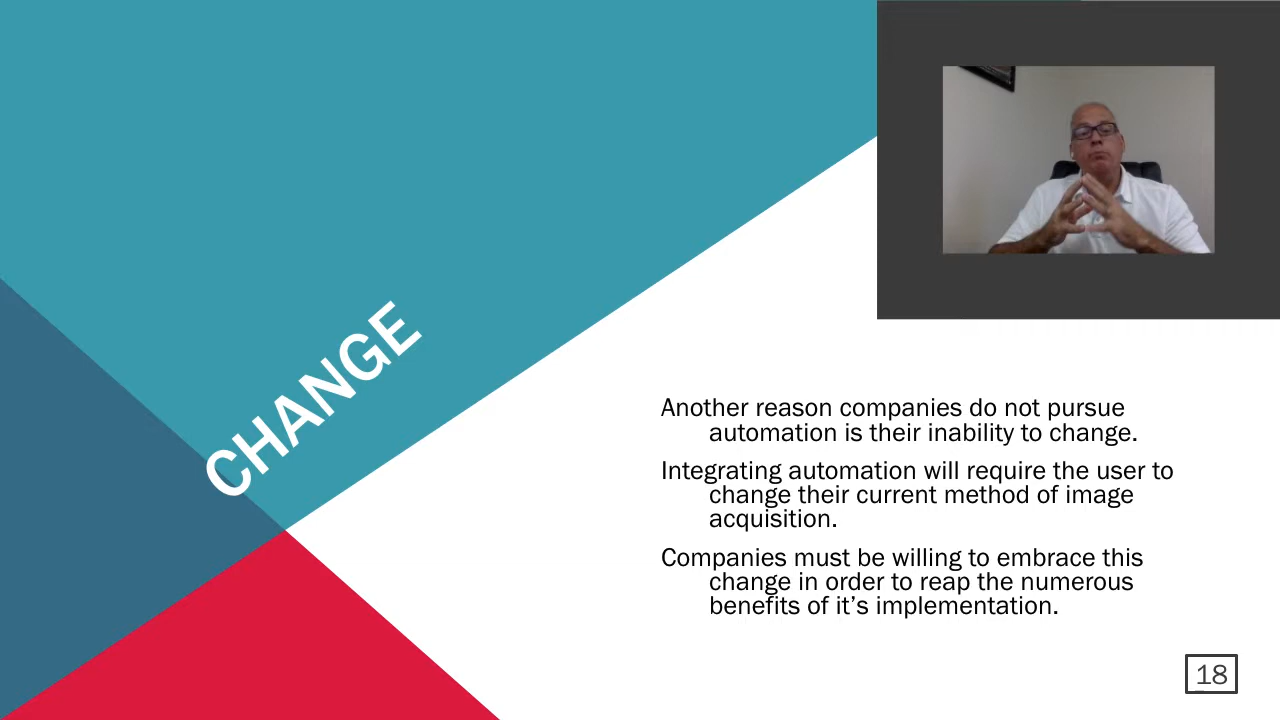 CHANGE
Another reason companies do not pursue
automation is their inability to change.
Integrating automation will require the user to
change their current method of image
acquisition.
Companies must be willing to embrace this
change in order to reap the numerous
benefits of it’s implementation.
18